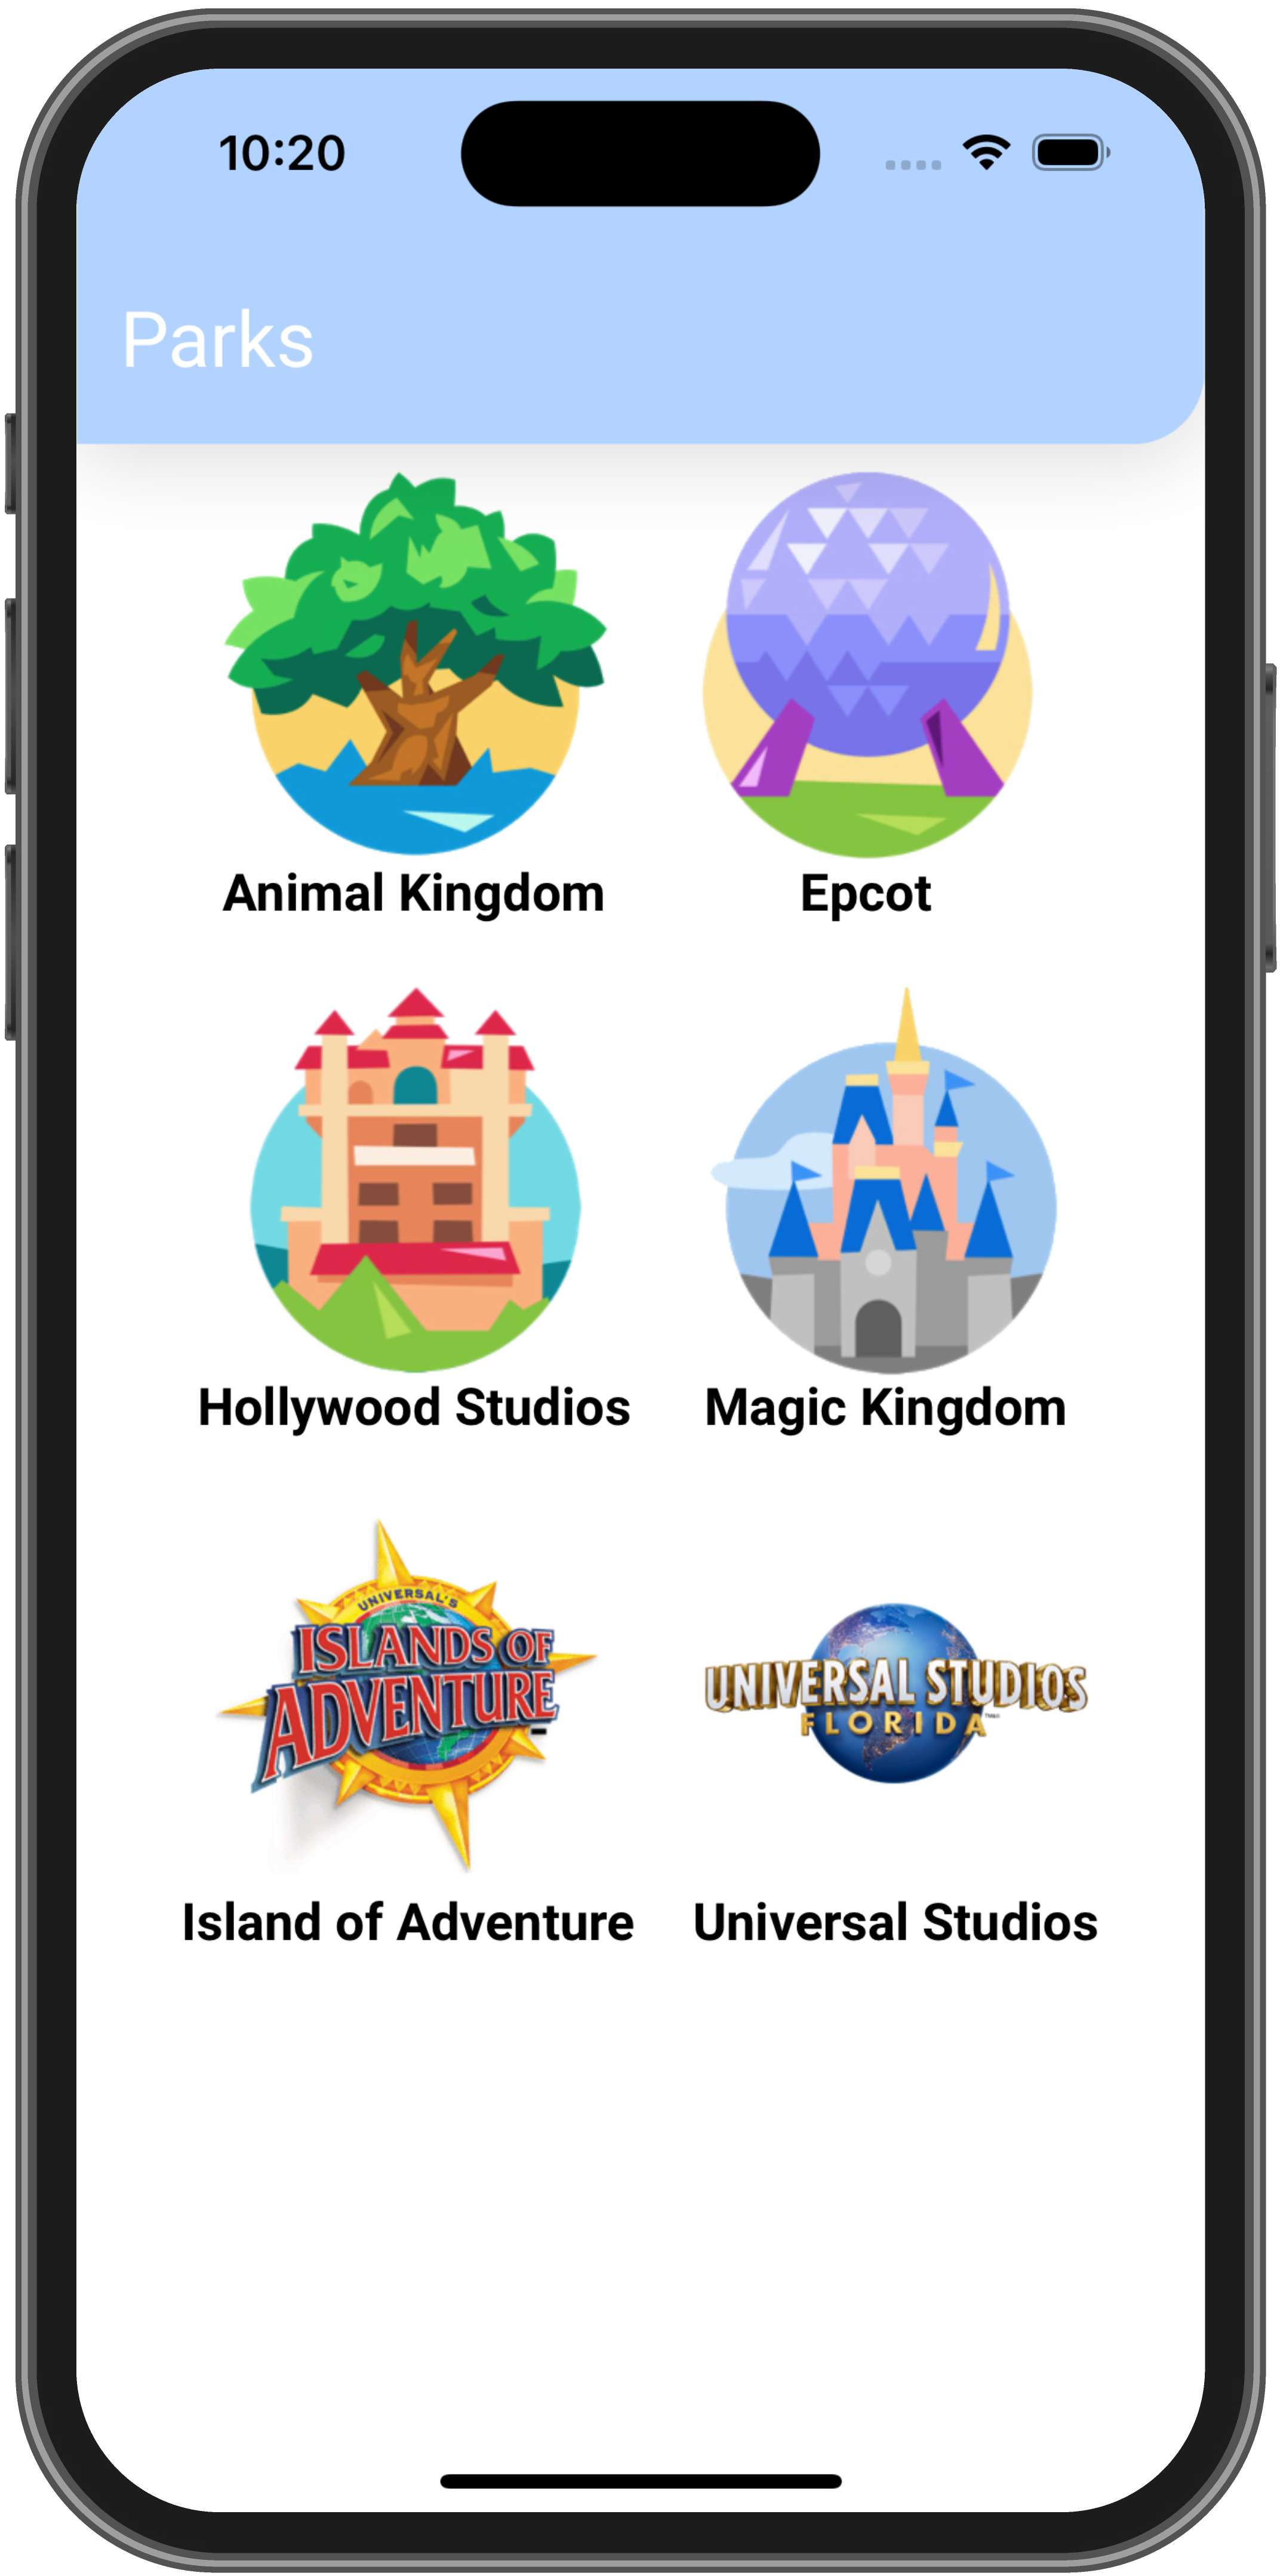 10:20
Parks
Animal Kingdom
Epcot
Hollywood Studios
Magic Kingdom
UNIVERSAL'S
ISLANDS OF
ADVENTURE
UNIVERSAL STUDIOS
FLORIDA
Island of Adventure
Universal Studios